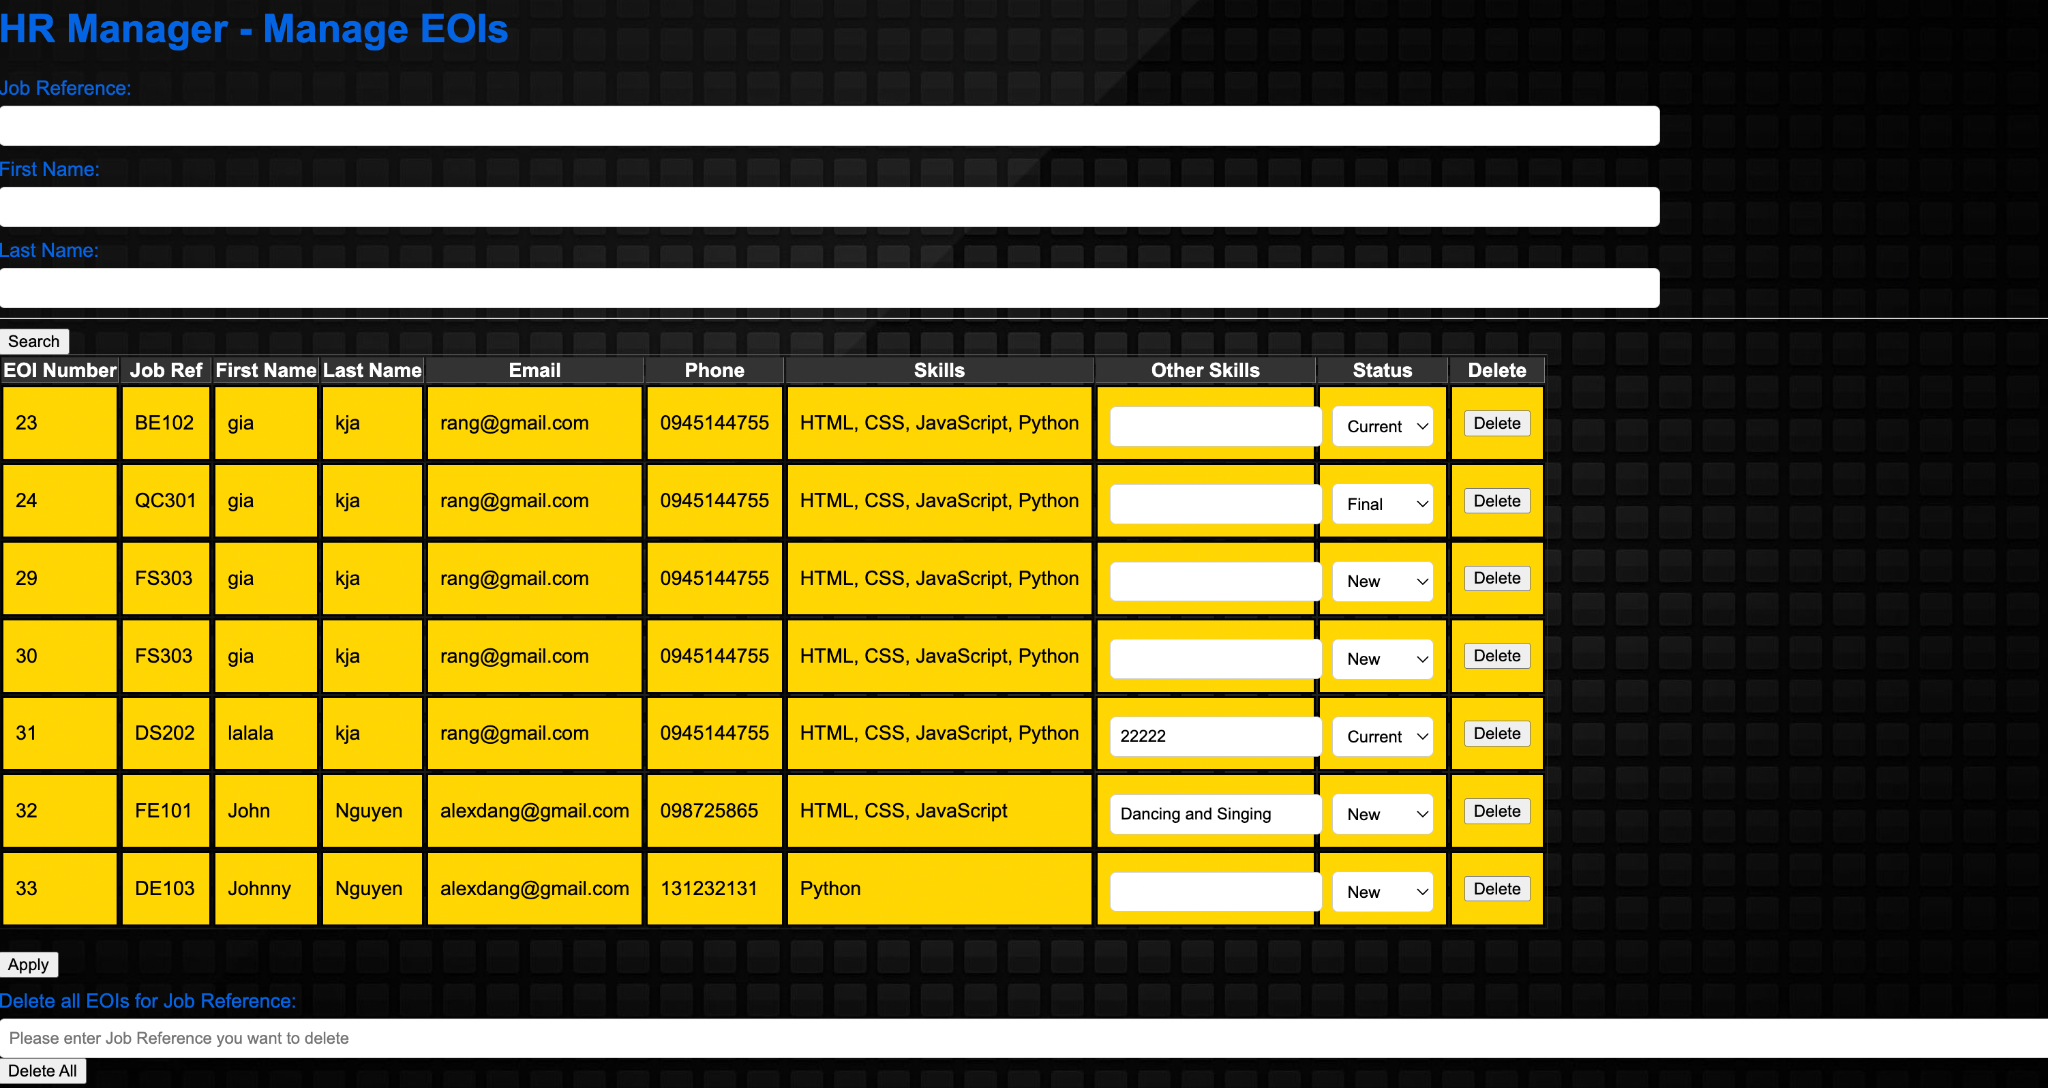 HR Manager - Manage EOIs
Job Reference:
First Name:
Last Name:
Search
EOI Number Job Ref First Name Last Name Email Phone Skills Other Skills Status Delete
23 BE102 gia kja rang@gmail.com 0945144755 HTML, CSS, JavaScript, Python Current Delete
24 QC301 gia kja rang@gmail.com 0945144755 HTML, CSS, JavaScript, Python Final Delete
29 FS303 gia kja rang@gmail.com 0945144755 HTML, CSS, JavaScript, Python New Delete
30 FS303 gia kja rang@gmail.com 0945144755 HTML, CSS, JavaScript, Python New Delete
31 DS202 lalala kja rang@gmail.com 0945144755 HTML, CSS, JavaScript, Python 22222 Current Delete
32 FE101 John Nguyen alexdang@gmail.com 098725865 HTML, CSS, JavaScript Dancing and Singing New Delete
33 DE103 Johnny Nguyen alexdang@gmail.com 131232131 Python New Delete
Apply
Delete all EOIs for Job Reference:
Please enter Job Reference you want to delete
Delete All